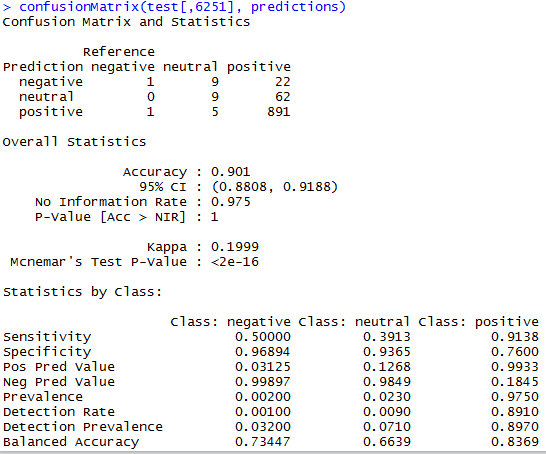 > confusionMatrix(test[,6251], predictions)
Confusion Matrix and Statistics
Reference
Prediction negative neutral positive
negative 1 9 22
neutral 0 9 62
positive 1 5 891
Overall Statistics
Accuracy : 0.901
95% CI : (0.8808, 0.9188)
No Information Rate : 0.975
P-Value [Acc > NIR] : 1
Kappa : 0.1999
Mcnemar's Test P-Value : <2e-16
Statistics by Class:
Class: negative Class: neutral Class: positive
Sensitivity 0.50000 0.3913 0.9138
Specificity 0.96894 0.9365 0.7600
Pos Pred Value 0.03125 0.1268 0.9933
Neg Pred Value 0.99897 0.9849 0.1845
Prevalence 0.00200 0.0230 0.9750
Detection Rate 0.00100 0.0090 0.8910
Detection Prevalence 0.03200 0.0710 0.8970
Balanced Accuracy 0.73447 0.6639 0.8369